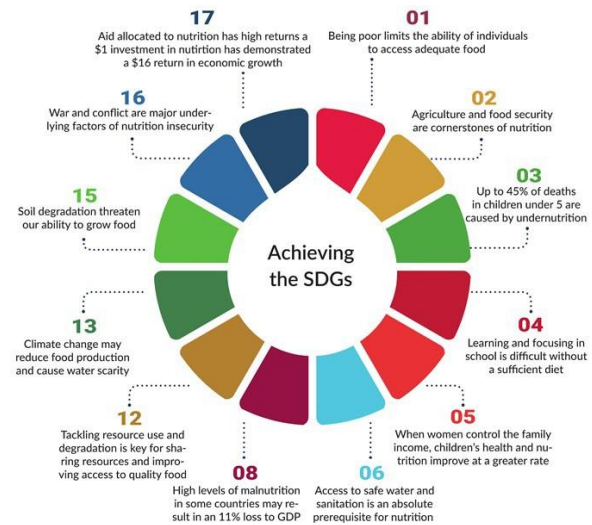 17
Aid allocated to nutrition has high returns a
$1 investment in nutirtion has demonstrated
a $16 return in economic growth
01
Being poor limits the ability of individuals
to access adequate food
16
War and conflict are major under-
lying factors of nutrition insecurity
02
Agriculture and food security
are cornerstones of nutrition
15
Soil degradation threaten
our ability to grow food
03
Up to 45% of deaths
in children under 5 are
caused by undernutrition
Achieving
the SDGs
13
Climate change may
reduce food production
and cause water scarity
04
Learning and focusing in
school is difficult without
a sufficient diet
12
Tackling resource use and
degradation is key for sha-
ring resources and impro-
ving access to quality food
05
When women control the family
income, children's health and nu-
trition improve at a greater rate
08
High levels of malnutrition
in some countries may re-
sult in an 11% loss to GDP
06
Access to safe water and
sanitation is an absolute
prerequisite for nutrition